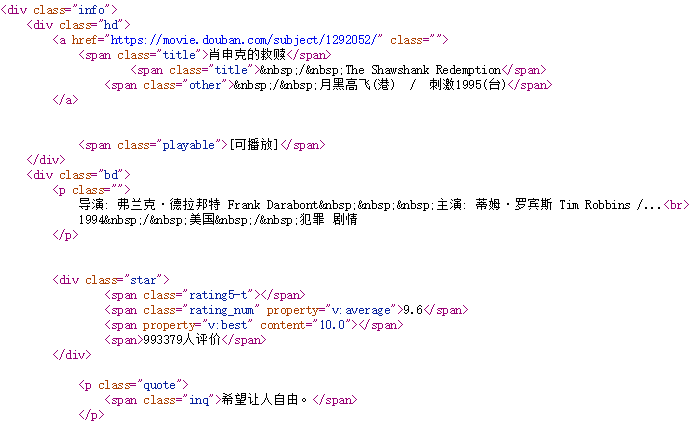 <div class="info">
<div class="hd">
<a href="https://movie.douban.com/subject/1292052/" class="">
<span class="title">肖申克的救赎</span>
<span class="title">&nbsp;/&nbsp;The Shawshank Redemption</span>
<span class="other">&nbsp;/&nbsp;月黑高飞(港)  /  刺激1995(台)</span>
</a>
<span class="playable">[可播放]</span>
</div>
<div class="bd">
<p class="">
导演: 弗兰克·德拉邦特 Frank Darabont&nbsp;&nbsp;&nbsp;主演: 蒂姆·罗宾斯 Tim Robbins /...<br>
1994&nbsp;/&nbsp;美国&nbsp;/&nbsp;犯罪 剧情
</p>
<div class="star">
<span class="rating5-t"></span>
<span class="rating_num" property="v:average">9.6</span>
<span property="v:best" content="10.0"></span>
<span>993379人评价</span>
</div>
<p class="quote">
<span class="inq">希望让人自由。</span>
</p>